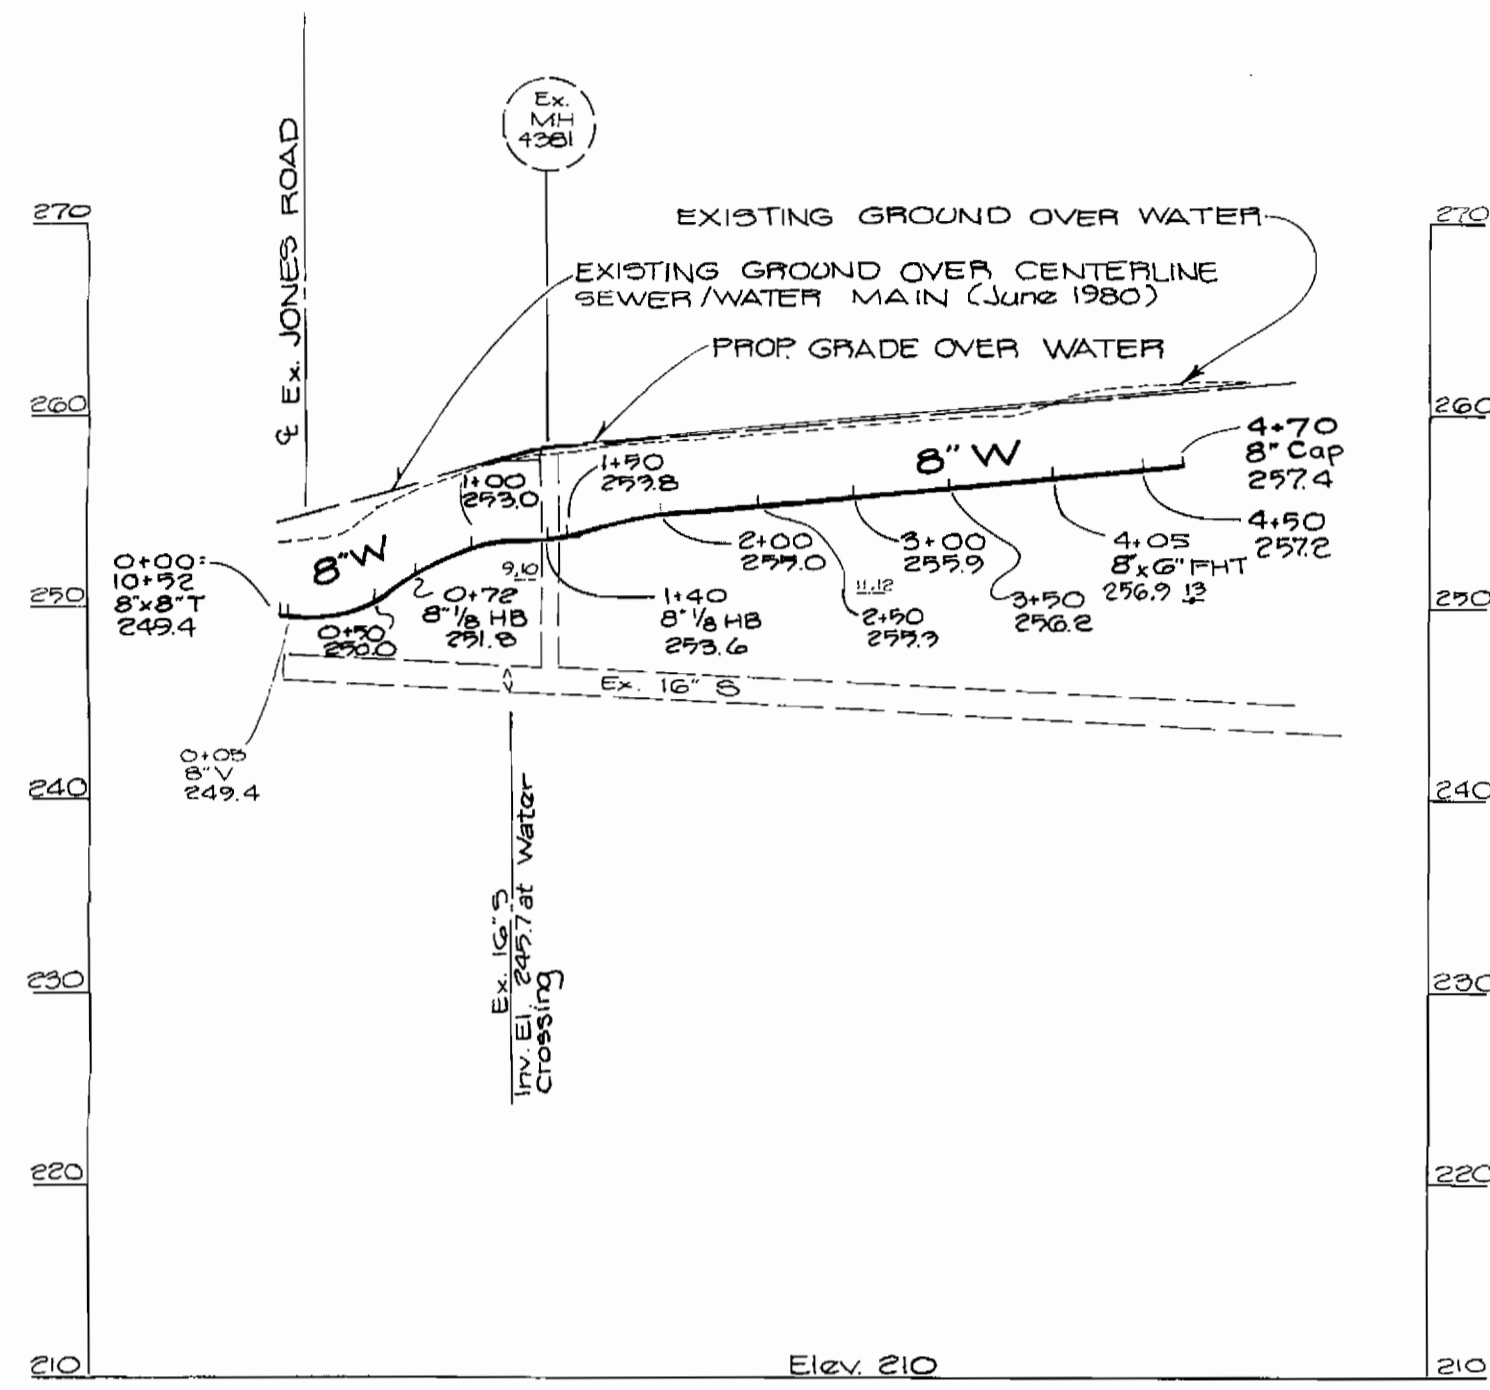 Ex.
MH
4381
270
270
EXISTING GROUND OVER WATER
EXISTING GROUND OVER CENTERLINE
SEWER/WATER MAIN (June 1980)
PROP. GRADE OVER WATER
℄ Ex. JONES ROAD
260
260
8" W
4+70
8" Cap
257.4
1+50
253.8
1+00
253.0
4+50
257.2
8" W
0+00=
10+52
8"x8"T
249.4
9,10
2+00
255.0
3+00
255.9
4+05
8"x6" FHT
256.9 13
11,12
250
250
0+50
250.0
0+72
8" 1/8 HB
251.8
1+40
8" 1/8 HB
253.6
2+50
255.3
3+50
256.2
Ex. 16" S
0+05
8" V
249.4
240
240
Ex. 16" S
Inv. El. 245.7 at Water
Crossing
230
230
220
220
210
Elev. 210
210